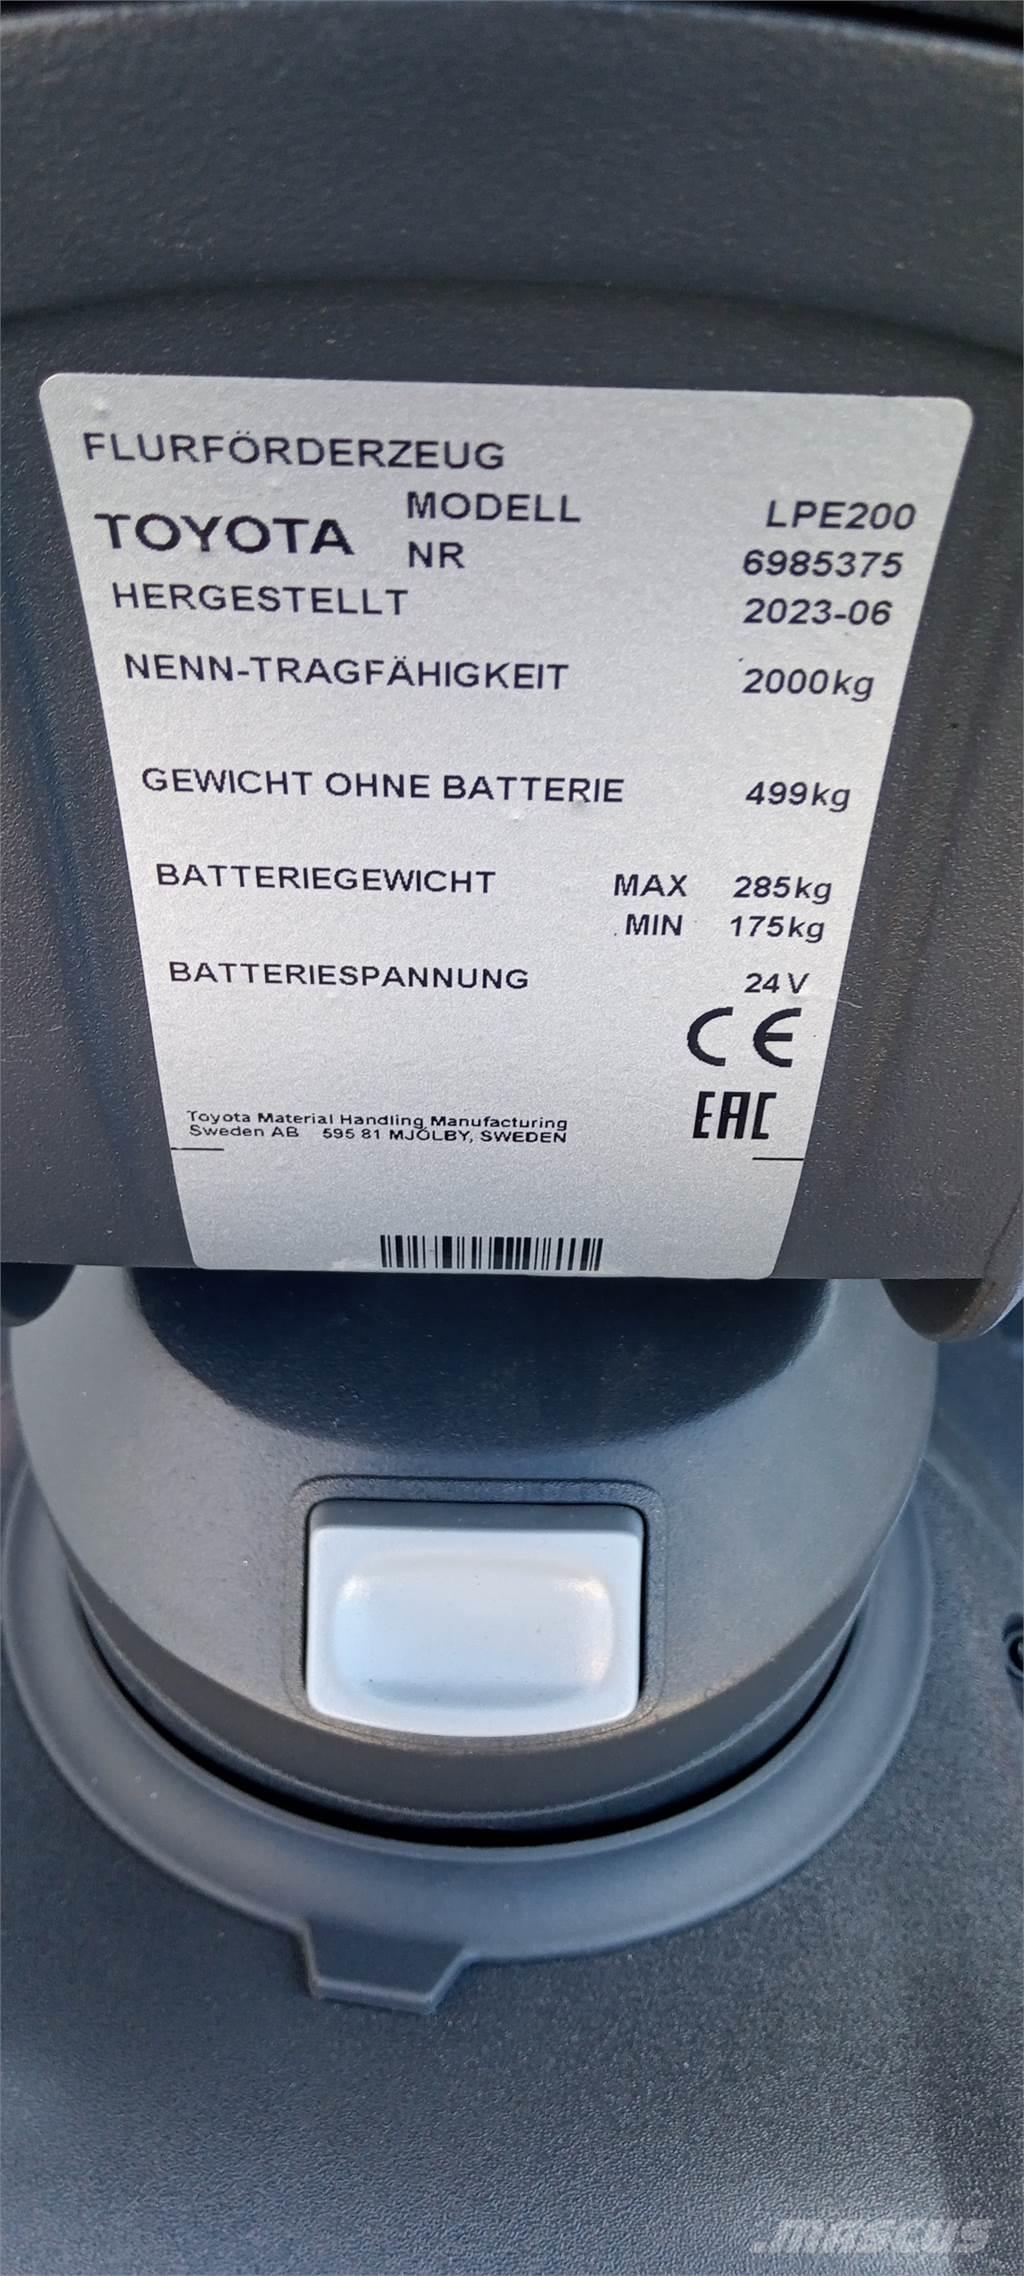 FLURFÖRDERZEUG
TOYOTA MODELL LPE200
NR 6985375
HERGESTELLT 2023-06
NENN-TRAGFÄHIGKEIT 2000kg
GEWICHT OHNE BATTERIE 499kg
BATTERIEGEWICHT MAX 285kg
MIN 175kg
BATTERIESPANNUNG 24V
CE
Toyota Material Handling Manufacturing
Sweden AB 595 81 MJÖLBY, SWEDEN
EAC
mascus